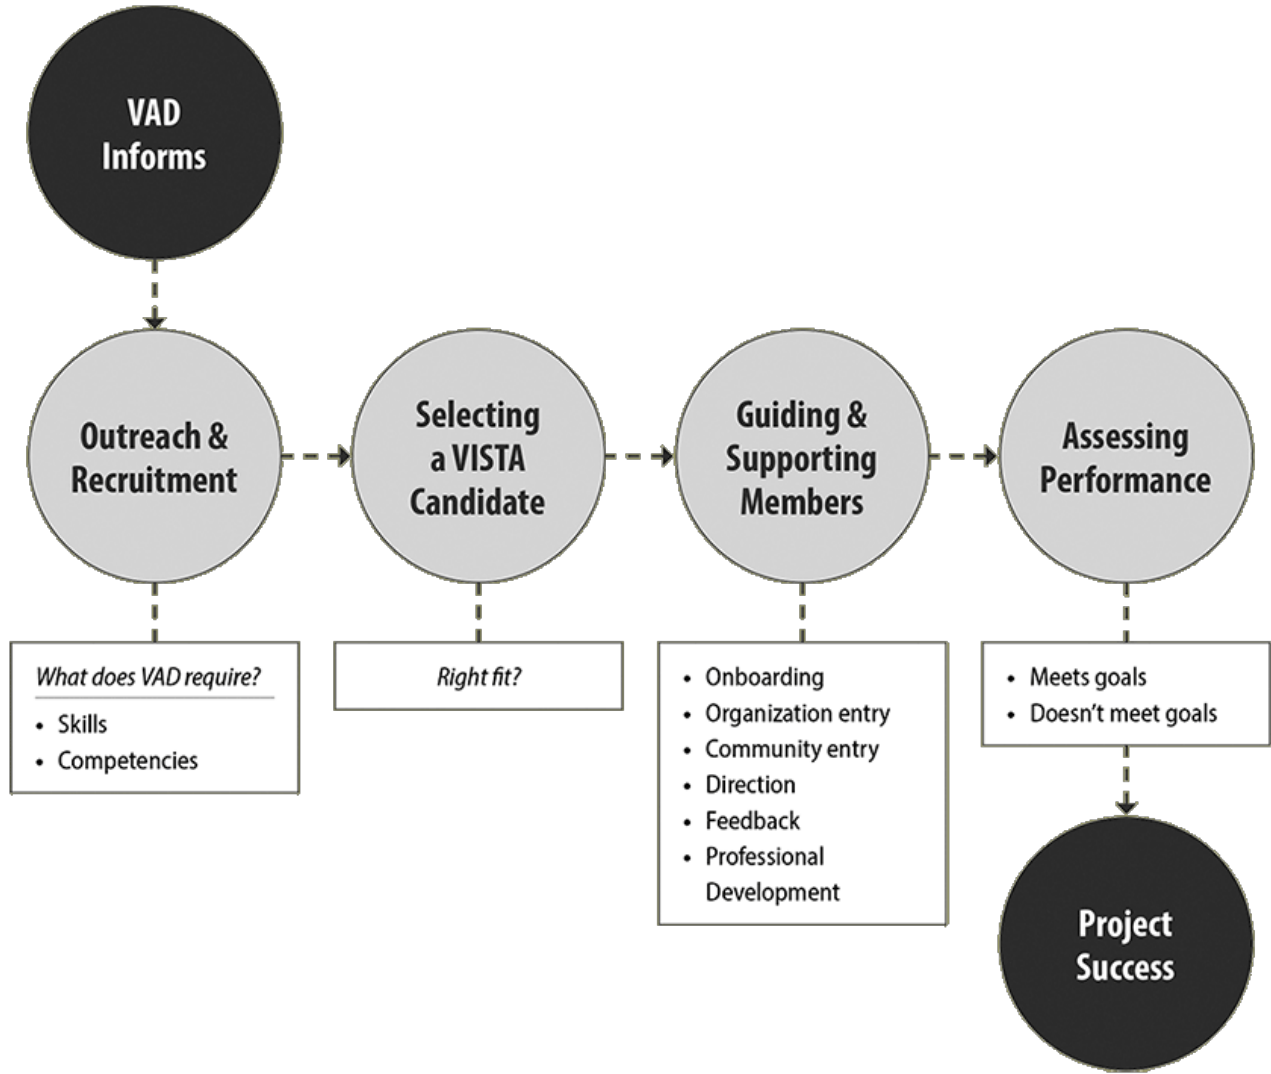 VAD
Informs
Outreach &
Recruitment
Selecting
a VISTA
Candidate
Guiding &
Supporting
Members
Assessing
Performance
What does VAD require?
• Skills
• Competencies
Right fit?
• Onboarding
• Organization entry
• Community entry
• Direction
• Feedback
• Professional
Development
• Meets goals
• Doesn't meet goals
Project
Success